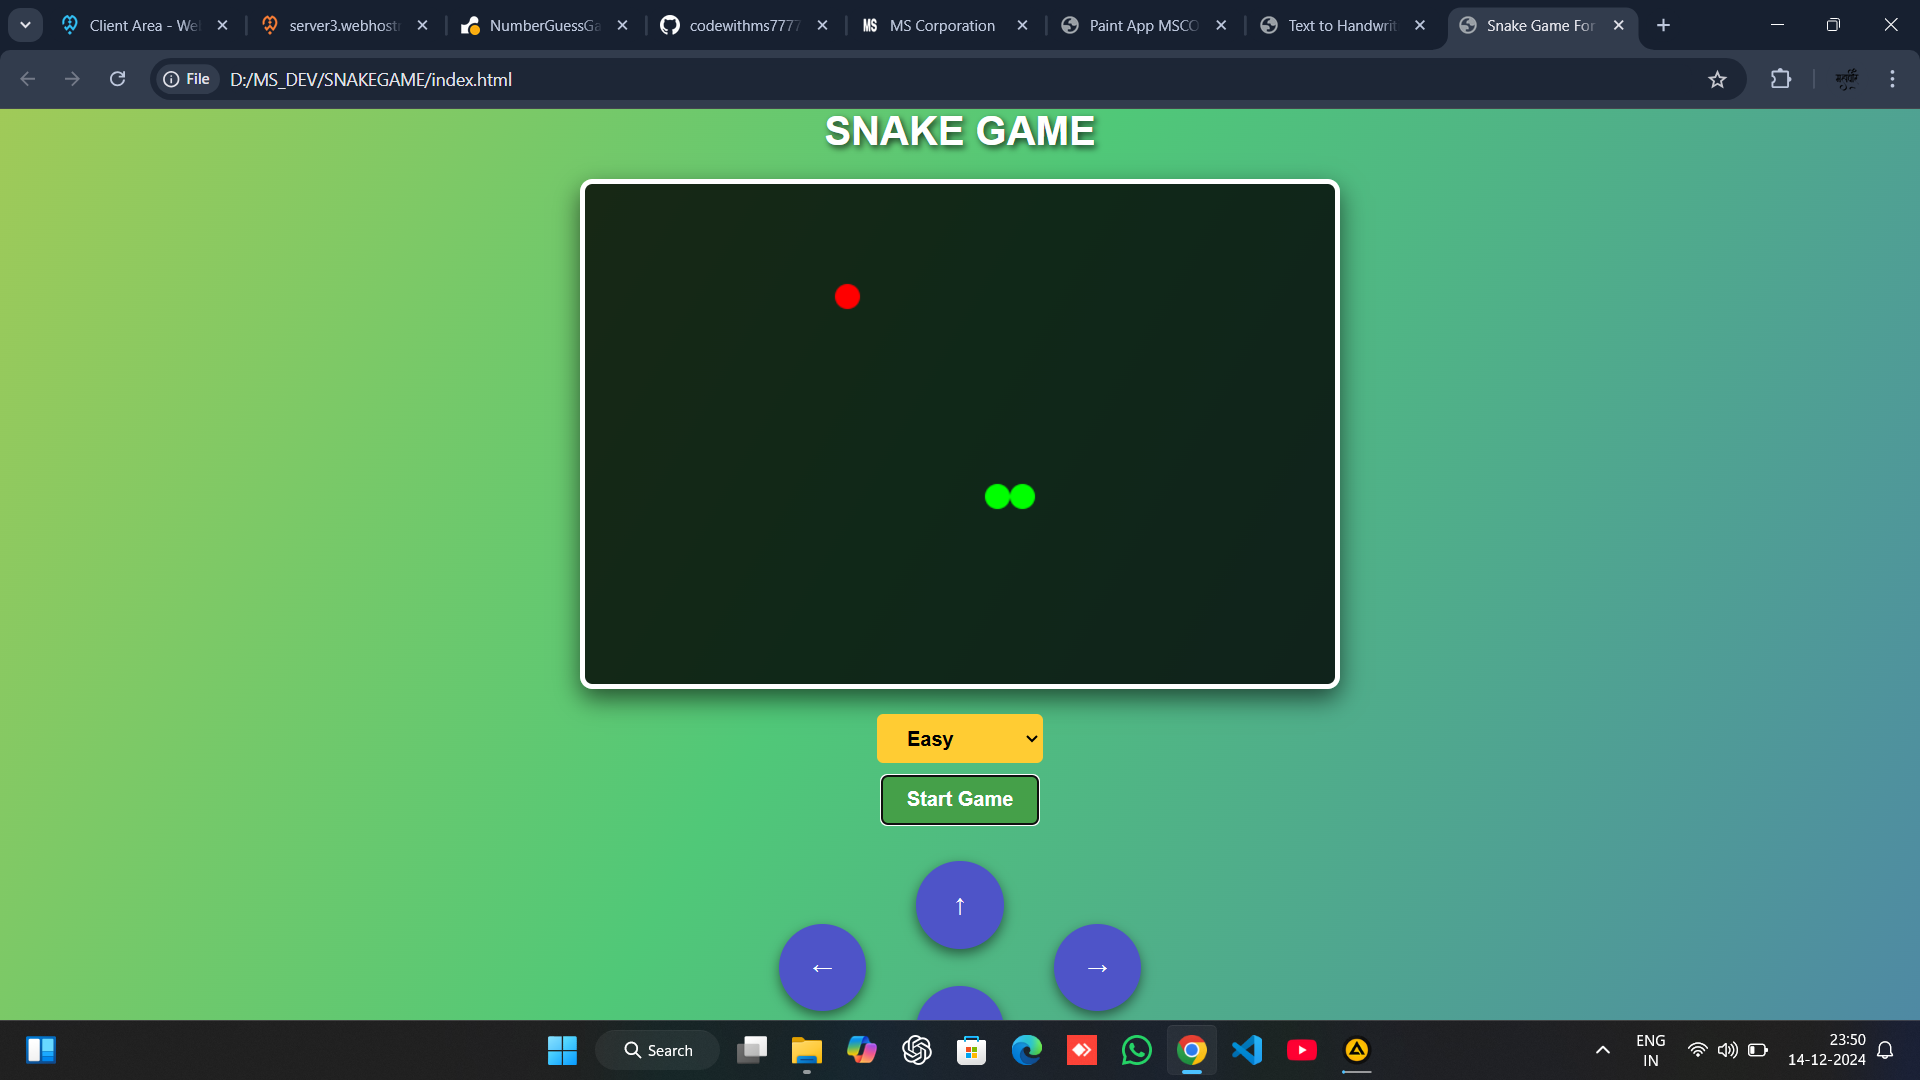 Client Area - We
server3.webhost
NumberGuessGa
codewithms7777
MS MS Corporation
Paint App MSCO
Text to Handwrit
Snake Game For
File D:/MS_DEV/SNAKEGAME/index.html
SNAKE GAME
Easy
Start Game
↑
← →
Search
ENG
IN
23:50
14-12-2024